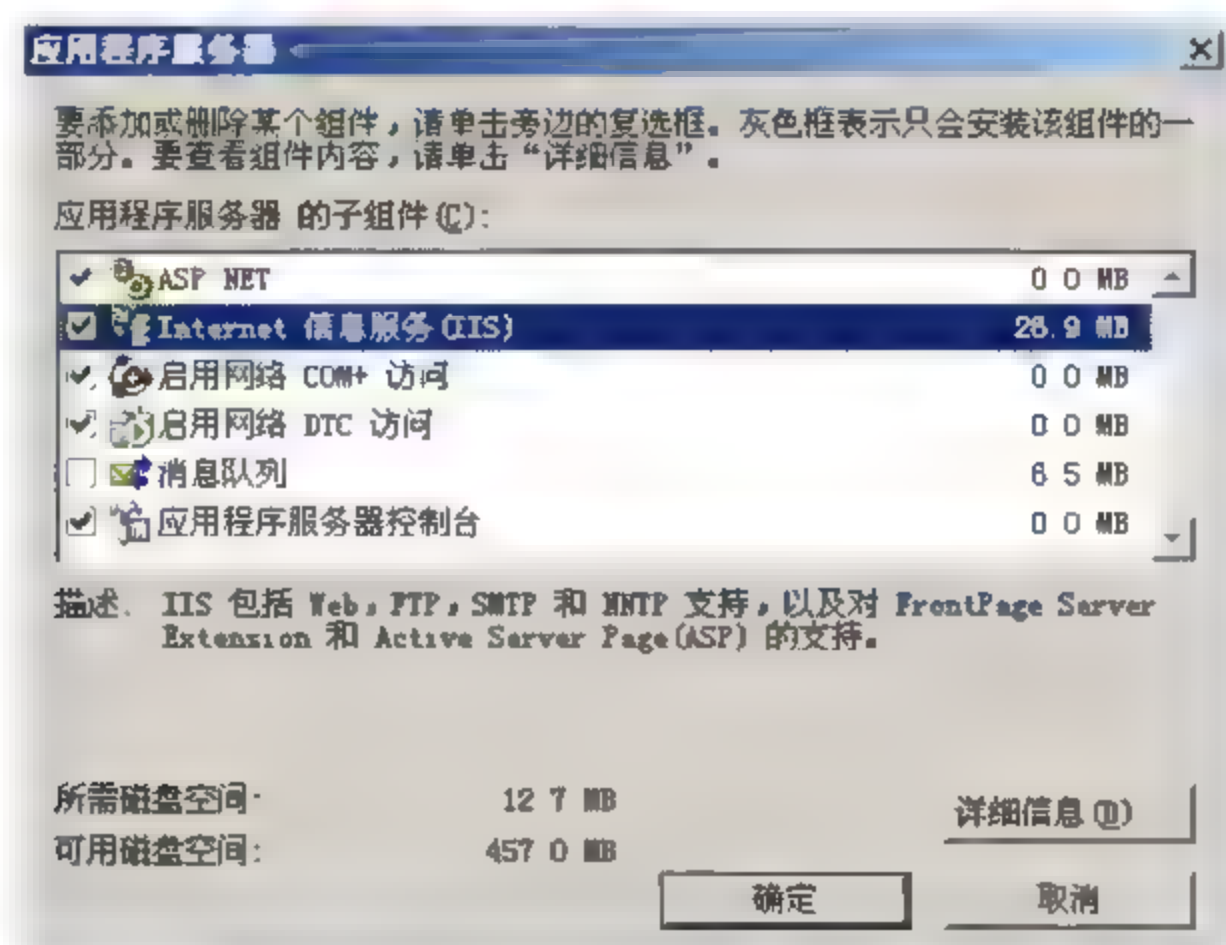 应用程序服务器
要添加或删除某个组件，请单击旁边的复选框。灰色框表示只会安装该组件的一
部分。要查看组件内容，请单击“详细信息”。
应用程序服务器 的子组件(C):
ASP NET 0 0 MB
Internet 信息服务(IIS) 26.9 MB
启用网络 COM+ 访问 0 0 MB
启用网络 DTC 访问 0 0 MB
消息队列 6 5 MB
应用程序服务器控制台 0 0 MB
描述. IIS 包括 Web，FTP，SMTP 和 NNTP 支持，以及对 FrontPage Server
Extension 和 Active Server Page(ASP) 的支持。
所需磁盘空间: 12 7 MB
可用磁盘空间: 457 0 MB
详细信息(D)
确定 取消